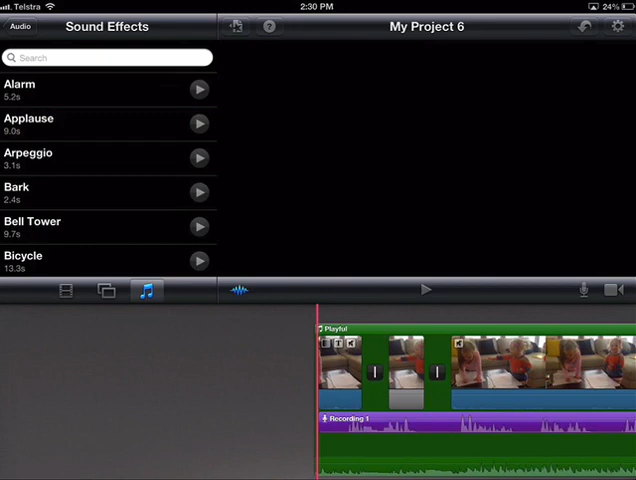 Telstra 2:30 PM 24%
Audio Sound Effects My Project 6
Search
Alarm
5.2s
Applause
9.0s
Arpeggio
3.1s
Bark
2.4s
Bell Tower
9.7s
Bicycle
13.3s
Playful
T
Recording 1